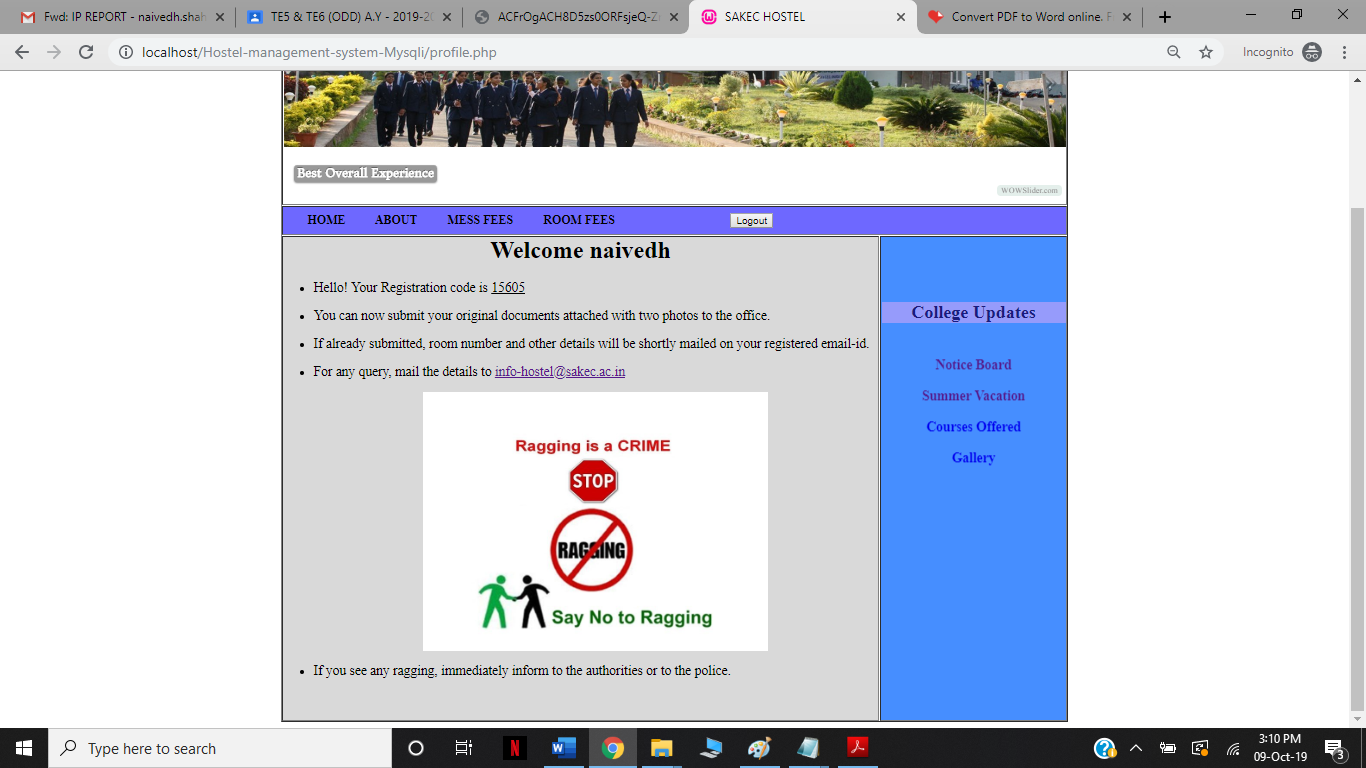 Fwd: IP REPORT - naivedh.shah
TE5 & TE6 (ODD) A.Y - 2019-20
ACFrOgACH8D5zs0ORFsjeQ-Z
SAKEC HOSTEL
Convert PDF to Word online. F
localhost/Hostel-management-system-Mysqli/profile.php
Incognito
Best Overall Experience
WOWSlider.com
HOME ABOUT MESS FEES ROOM FEES Logout
Welcome naivedh
• Hello! Your Registration code is 15605
• You can now submit your original documents attached with two photos to the office.
• If already submitted, room number and other details will be shortly mailed on your registered email-id.
• For any query, mail the details to info-hostel@sakec.ac.in
Ragging is a CRIME
STOP
RAGGING
Say No to Ragging
• If you see any ragging, immediately inform to the authorities or to the police.
College Updates
Notice Board
Summer Vacation
Courses Offered
Gallery
Type here to search
3:10 PM
09-Oct-19
3